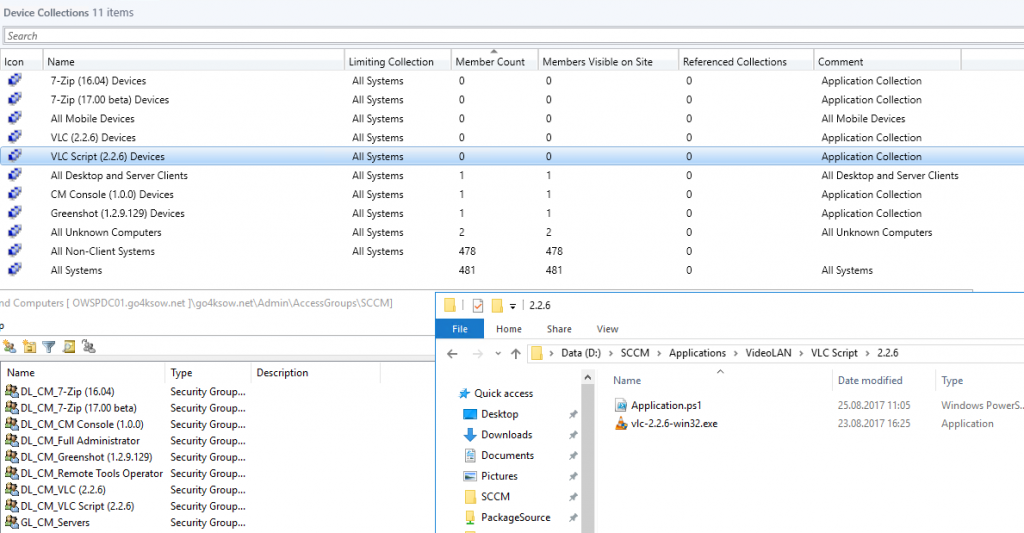 Device Collections 11 items
Search
Icon Name Limiting Collection Member Count Members Visible on Site Referenced Collections Comment
7-Zip (16.04) Devices All Systems 0 0 0 Application Collection
7-Zip (17.00 beta) Devices All Systems 0 0 0 Application Collection
All Mobile Devices All Systems 0 0 0 All Mobile Devices
VLC (2.2.6) Devices All Systems 0 0 0 Application Collection
VLC Script (2.2.6) Devices All Systems 0 0 0 Application Collection
All Desktop and Server Clients All Systems 1 1 0 All Desktop and Server Clients
CM Console (1.0.0) Devices All Systems 1 1 0 Application Collection
Greenshot (1.2.9.129) Devices All Systems 1 1 0 Application Collection
All Unknown Computers All Systems 2 2 0 All Unknown Computers
All Non-Client Systems All Systems 478 478 0
All Systems 481 481 0 All Systems
nd Computers [ OWSPDC01.go4ksow.net ]\go4ksow.net\Admin\AccessGroups\SCCM]
p
Name Type Description
DL_CM_7-Zip (16.04) Security Group...
DL_CM_7-Zip (17.00 beta) Security Group...
DL_CM_CM Console (1.0.0) Security Group...
DL_CM_Full Administrator Security Group...
DL_CM_Greenshot (1.2.9.129) Security Group...
DL_CM_Remote Tools Operator Security Group...
DL_CM_VLC (2.2.6) Security Group...
DL_CM_VLC Script (2.2.6) Security Group...
GL_CM_Servers Security Group...
2.2.6
File Home Share View
Data (D:) › SCCM › Applications › VideoLAN › VLC Script › 2.2.6
Quick access
Desktop
Downloads
Documents
Pictures
SCCM
PackageSource
Name Date modified Type
Application.ps1 25.08.2017 11:05 Windows PowerS...
vlc-2.2.6-win32.exe 23.08.2017 16:25 Application